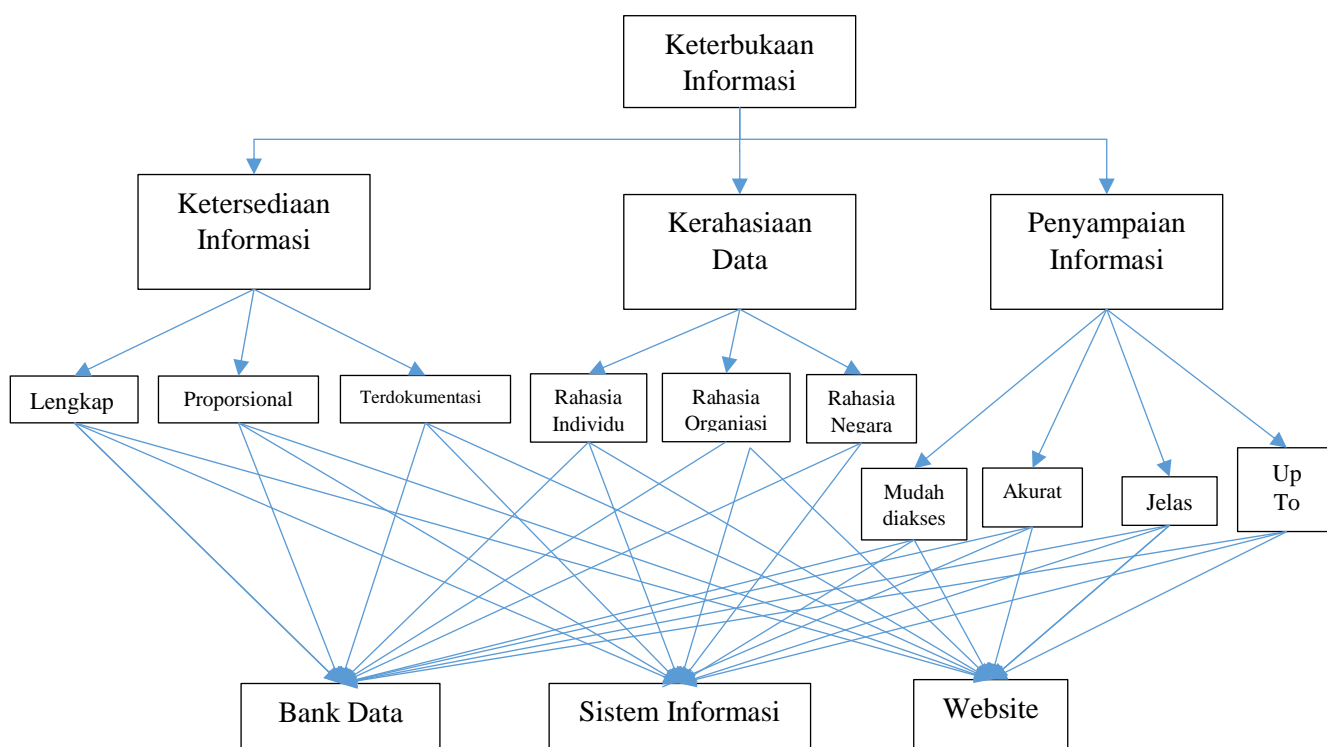 Keterbukaan
Informasi
Ketersediaan
Informasi
Kerahasiaan
Data
Penyampaian
Informasi
Lengkap
Proporsional
Terdokumentasi
Rahasia
Individu
Rahasia
Organiasi
Rahasia
Negara
Mudah
diakses
Akurat
Jelas
Up
To
Bank Data
Sistem Informasi
Website